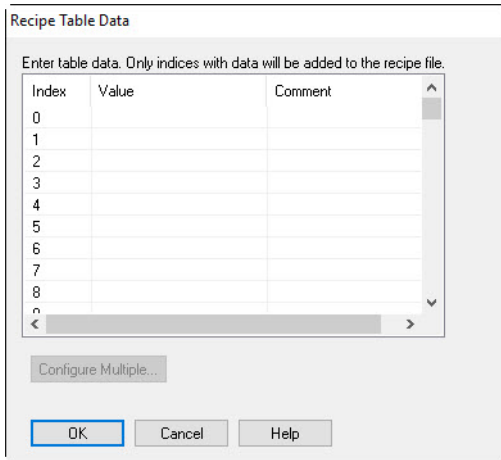 Recipe Table Data
Enter table data. Only indices with data will be added to the recipe file.
Index Value Comment
0
1
2
3
4
5
6
7
8
Configure Multiple...
OK Cancel Help